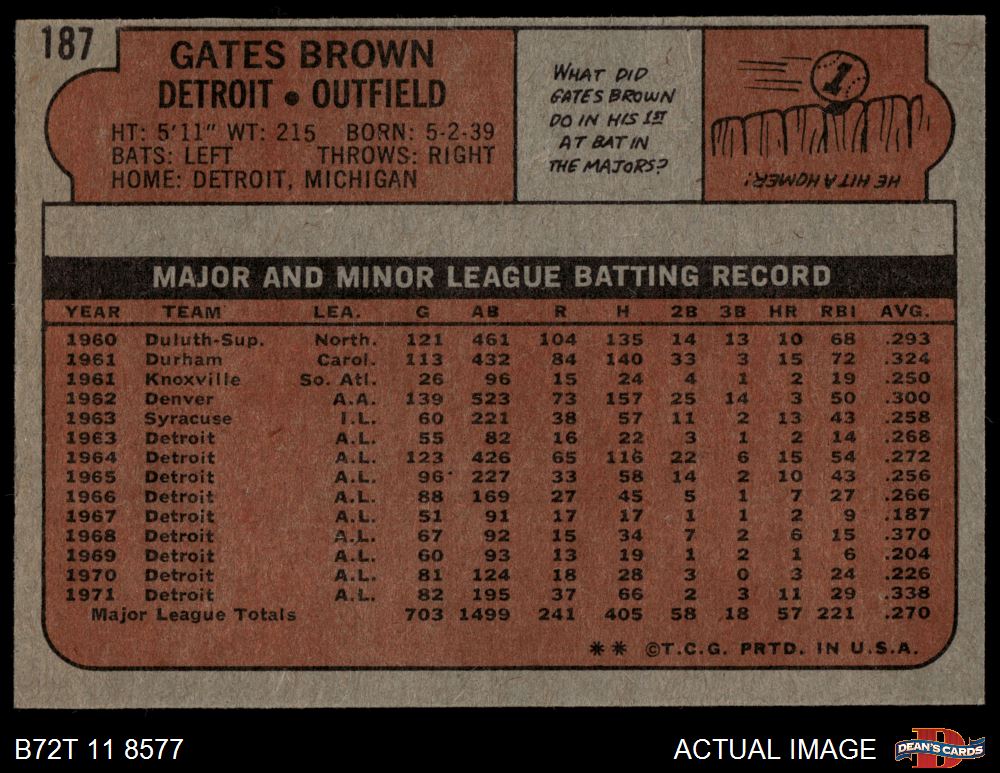 187
GATES BROWN
DETROIT • OUTFIELD
HT: 5'11" WT: 215 BORN: 5-2-39
BATS: LEFT THROWS: RIGHT
HOME: DETROIT, MICHIGAN
WHAT DID
GATES BROWN
DO IN HIS 1ST
AT BAT IN
THE MAJORS?
1
HE HIT A HOMER!
MAJOR AND MINOR LEAGUE BATTING RECORD
YEAR TEAM LEA. G AB R H 2B 3B HR RBI AVG.
1960 Duluth-Sup. North. 121 461 104 135 14 13 10 68 .293
1961 Durham Carol. 113 432 84 140 33 3 15 72 .324
1961 Knoxville So. Atl. 26 96 15 24 4 1 2 19 .250
1962 Denver A.A. 139 523 73 157 25 14 3 50 .300
1963 Syracuse I.L. 60 221 38 57 11 2 13 43 .258
1963 Detroit A.L. 55 82 16 22 3 1 2 14 .268
1964 Detroit A.L. 123 426 65 116 22 6 15 54 .272
1965 Detroit A.L. 96 227 33 58 14 2 10 43 .256
1966 Detroit A.L. 88 169 27 45 5 1 7 27 .266
1967 Detroit A.L. 51 91 17 17 1 1 2 9 .187
1968 Detroit A.L. 67 92 15 34 7 2 6 15 .370
1969 Detroit A.L. 60 93 13 19 1 2 1 6 .204
1970 Detroit A.L. 81 124 18 28 3 0 3 24 .226
1971 Detroit A.L. 82 195 37 66 2 3 11 29 .338
Major League Totals 703 1499 241 405 58 18 57 221 .270
** ©T.C.G. PRTD. IN U.S.A.
B72T 11 8577
ACTUAL IMAGE
D
DEAN'S CARDS